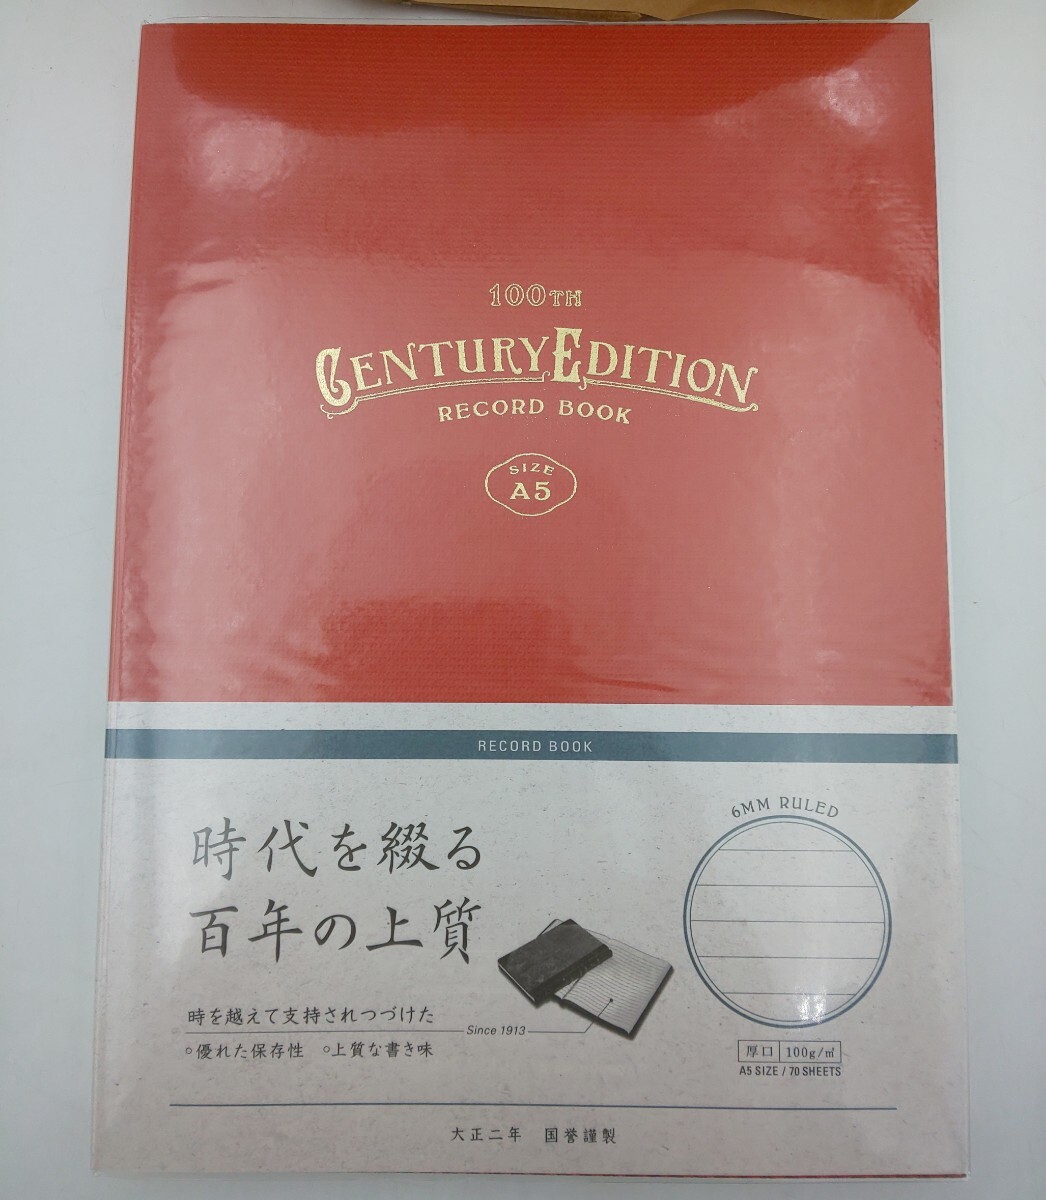 100TH
CENTURY EDITION
RECORD BOOK
SIZE
A5
RECORD BOOK
時代を綴る
百年の上質
時を越えて支持されつづけた
○優れた保存性 ○上質な書き味
Since 1913
6MM RULED
厚口 100g/㎡
A5 SIZE / 70 SHEETS
大正二年 国誉謹製